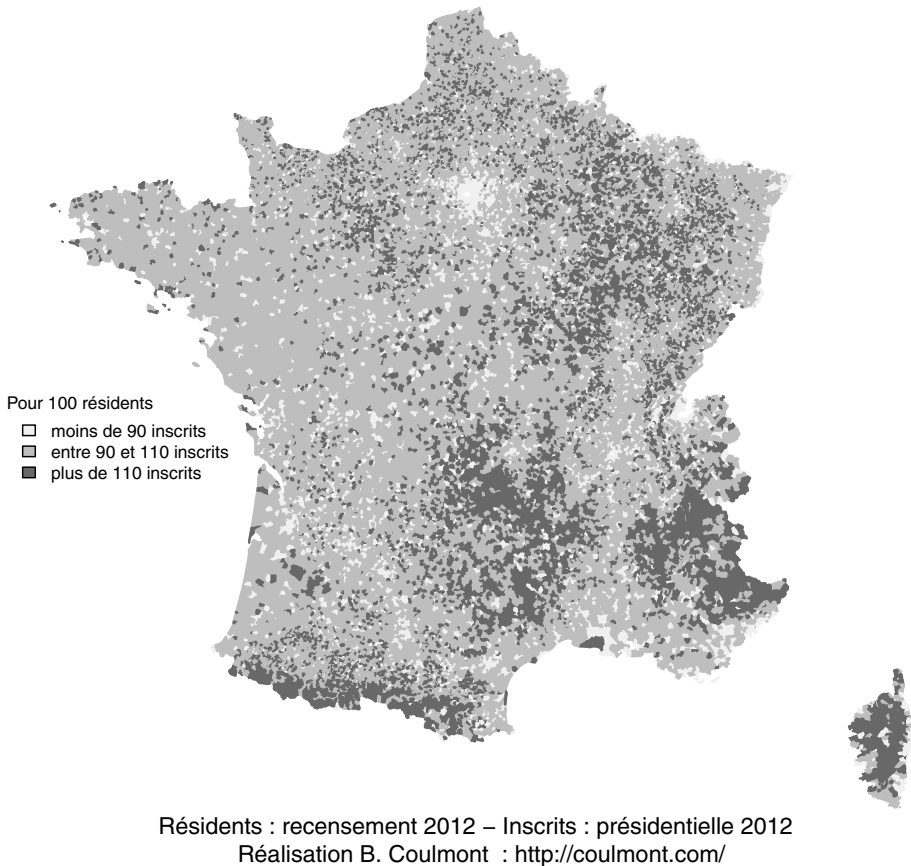 Pour 100 résidents
moins de 90 inscrits
entre 90 et 110 inscrits
plus de 110 inscrits
Résidents : recensement 2012 − Inscrits : présidentielle 2012
Réalisation B. Coulmont : http://coulmont.com/